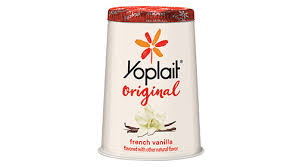 Yoplait
original
french vanilla
flavored with other natural flavor